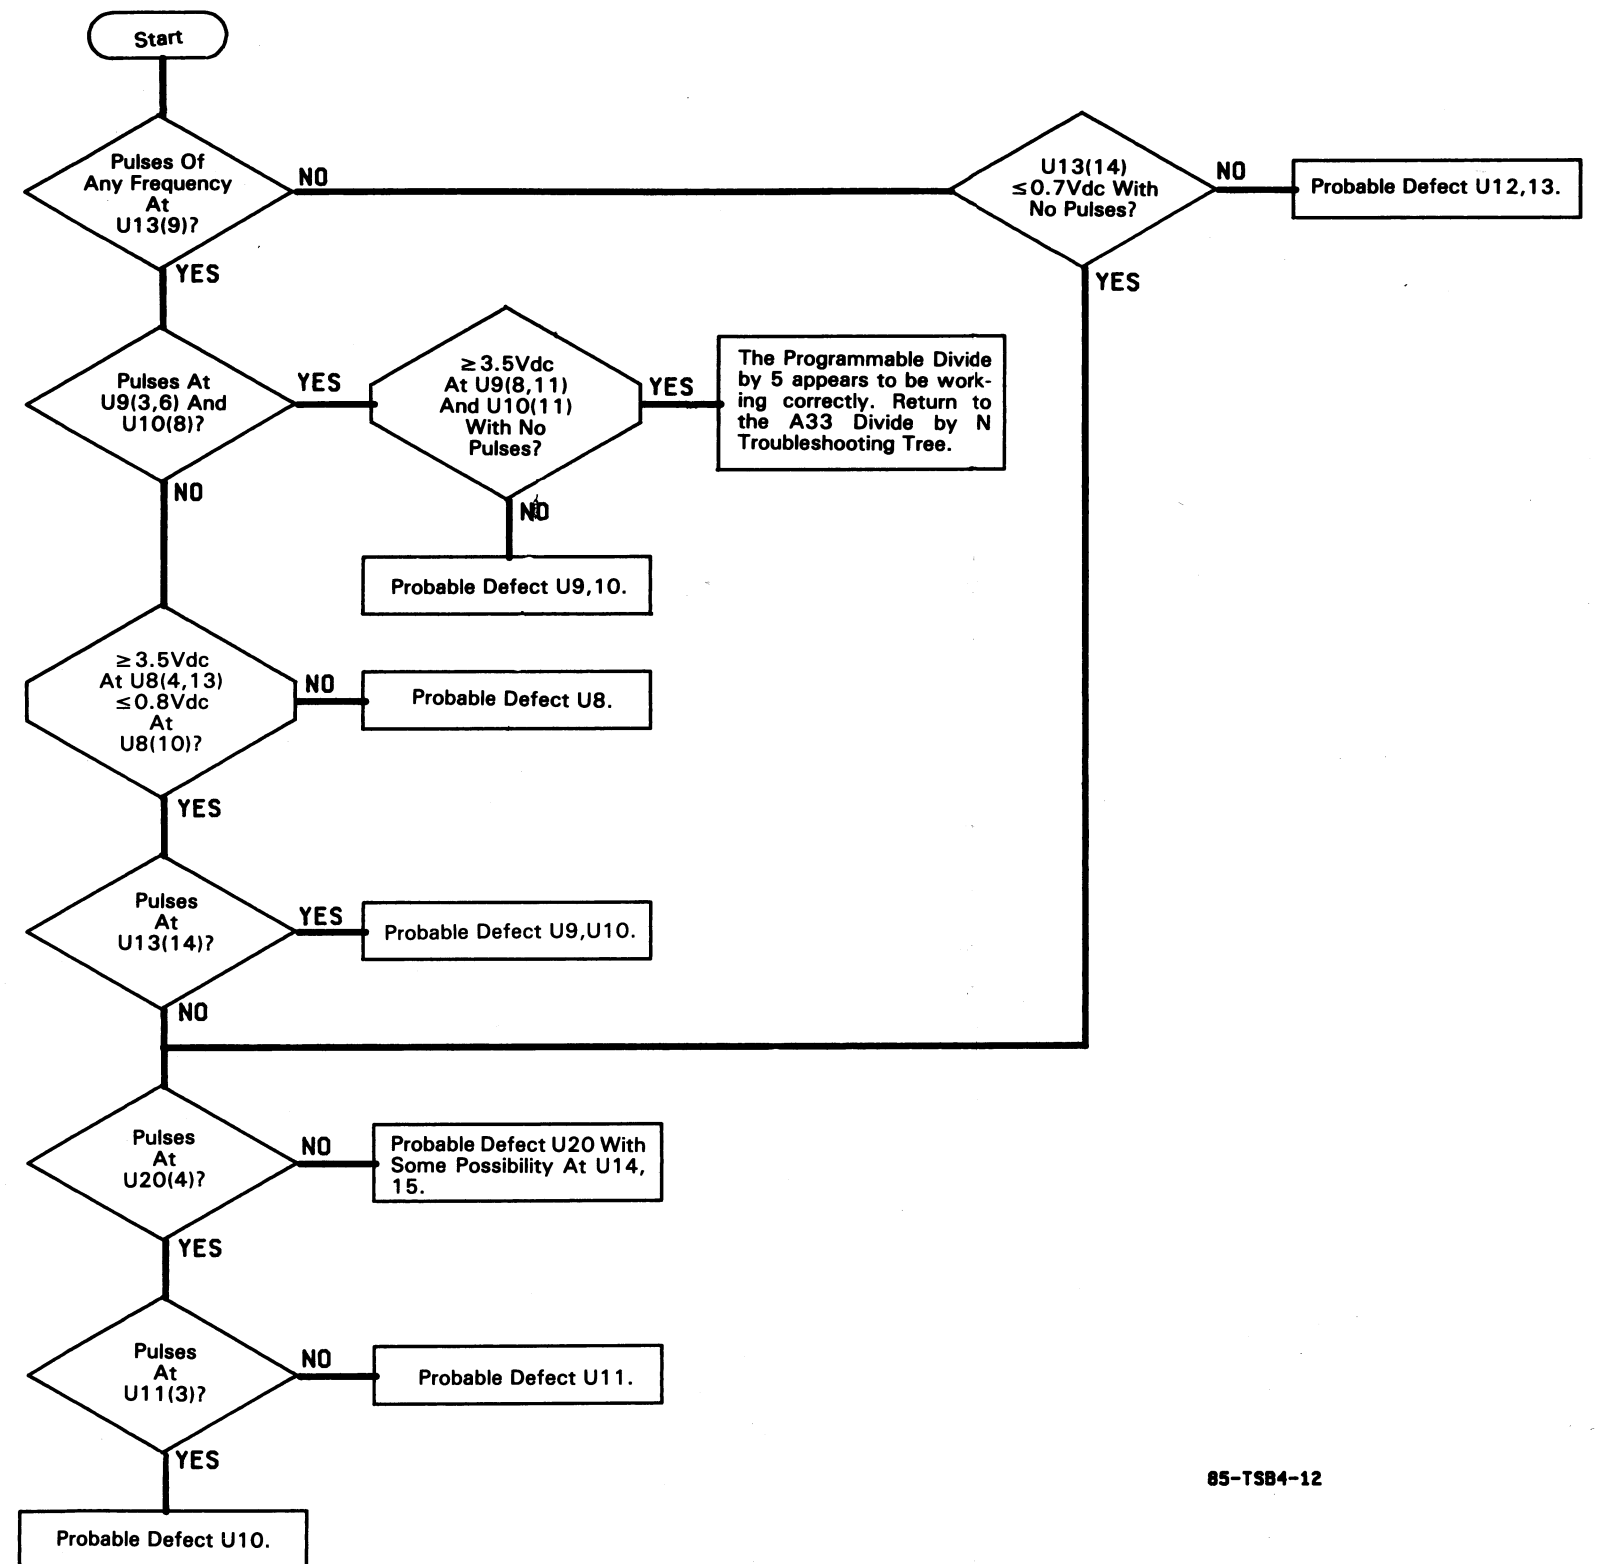 Start
Pulses Of
Any Frequency
At
U13(9)?
NO
YES
U13(14)
≤0.7Vdc With
No Pulses?
NO
YES
Probable Defect U12,13.
Pulses At
U9(3,6) And
U10(8)?
YES
NO
≥3.5Vdc
At U9(8,11)
And U10(11)
With No
Pulses?
YES
NO
The Programmable Divide
by 5 appears to be work-
ing correctly. Return to
the A33 Divide by N
Troubleshooting Tree.
Probable Defect U9,10.
≥3.5Vdc
At U8(4,13)
≤0.8Vdc
At
U8(10)?
NO
YES
Probable Defect U8.
Pulses
At
U13(14)?
YES
NO
Probable Defect U9,U10.
Pulses
At
U20(4)?
NO
YES
Probable Defect U20 With
Some Possibility At U14,
15.
Pulses
At
U11(3)?
NO
YES
Probable Defect U11.
Probable Defect U10.
85-TSB4-12